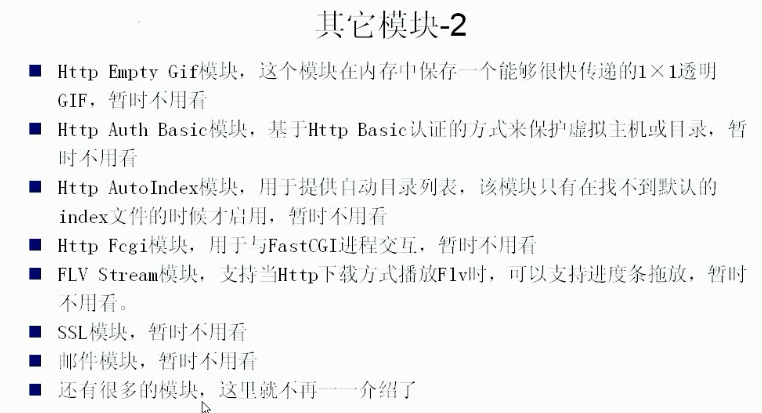 其它模块-2
Http Empty Gif模块，这个模块在内存中保存一个能够很快传递的1×1透明
GIF，暂时不用看
Http Auth Basic模块，基于Http Basic认证的方式来保护虚拟主机或目录，暂
时不用看
Http AutoIndex模块，用于提供自动目录列表，该模块只有在找不到默认的
index文件的时候才启用，暂时不用看
Http Fcgi模块，用于与FastCGI进程交互，暂时不用看
FLV Stream模块，支持当Http下载方式播放Flv时，可以支持进度条拖放，暂时
不用看。
SSL模块，暂时不用看
邮件模块，暂时不用看
还有很多的模块，这里就不再一一介绍了